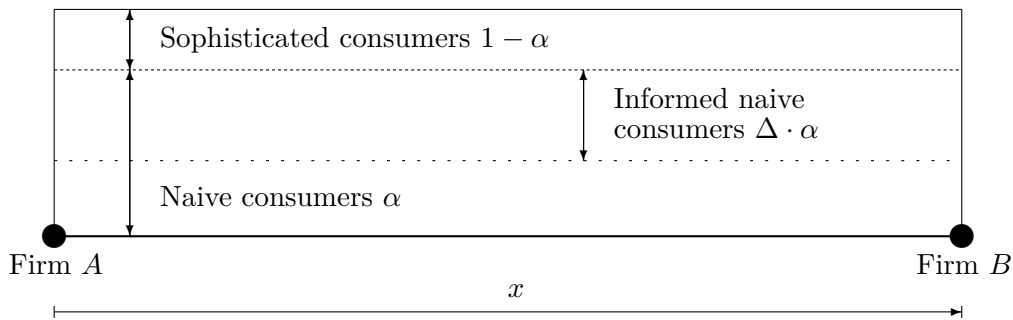 Sophisticated consumers 1 − α
Informed naive
consumers Δ · α
Naive consumers α
Firm A
Firm B
x